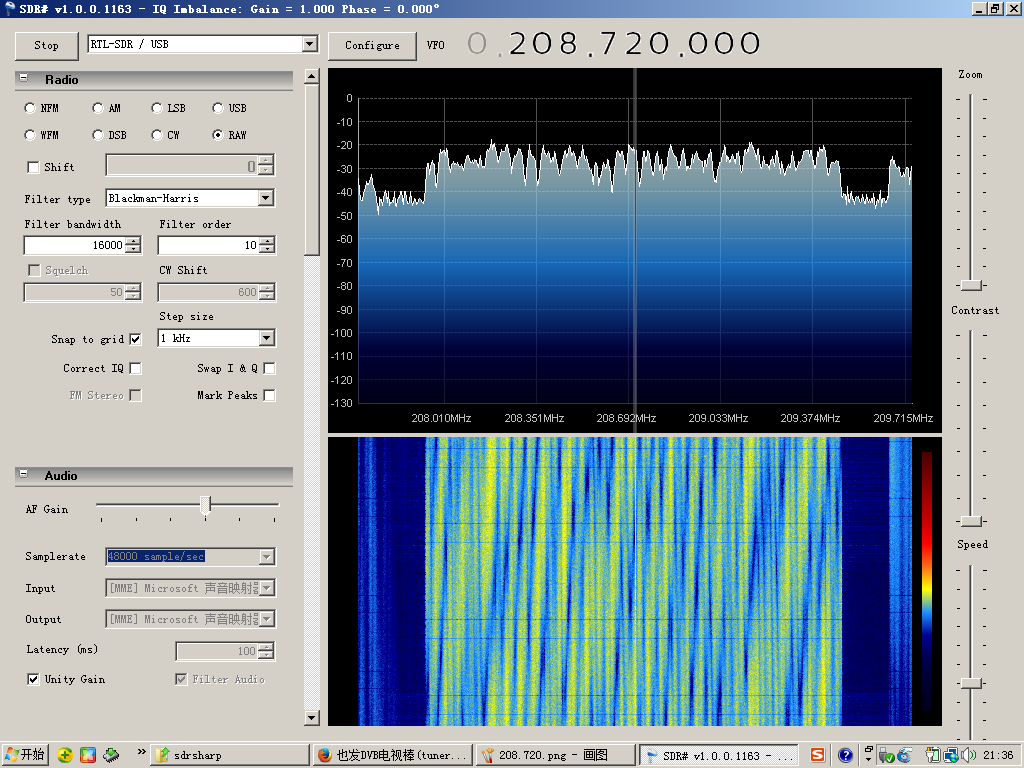 SDR# v1.0.0.1163 - IQ Imbalance: Gain = 1.000 Phase = 0.000°
Stop
RTL-SDR / USB
Configure
VFO
0.208.720.000
Radio
NFM AM LSB USB
WFM DSB CW RAW
Shift 0
Filter type Blackman-Harris
Filter bandwidth Filter order
16000 10
Squelch CW Shift
50 600
Step size
Snap to grid 1 kHz
Correct IQ Swap I & Q
FM Stereo Mark Peaks
Audio
AF Gain
Samplerate 48000 sample/sec
Input [MME] Microsoft 声音映射
Output [MME] Microsoft 声音映射
Latency (ms) 100
Unity Gain Filter Audio
0
-10
-20
-30
-40
-50
-60
-70
-80
-90
-100
-110
-120
-130
208.010MHz 208.351MHz 208.692MHz 209.033MHz 209.374MHz 209.715MHz
Zoom
Contrast
Speed
开始
sdrsharp
也发DVB电视棒(tuner...
208.720.png - 画图
SDR# v1.0.0.1163 - ...
21:36